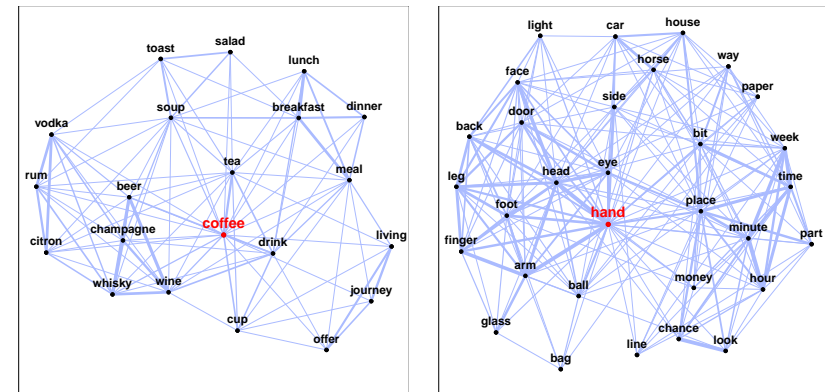 salad
toast
lunch
soup
breakfast
dinner
vodka
tea
meal
rum
beer
coffee
champagne
citron
drink
living
whisky
wine
journey
cup
offer
light
car
house
horse
way
face
paper
side
door
back
bit
week
eye
head
leg
time
foot
hand
place
minute
part
finger
arm
ball
money
hour
glass
chance
line
look
bag